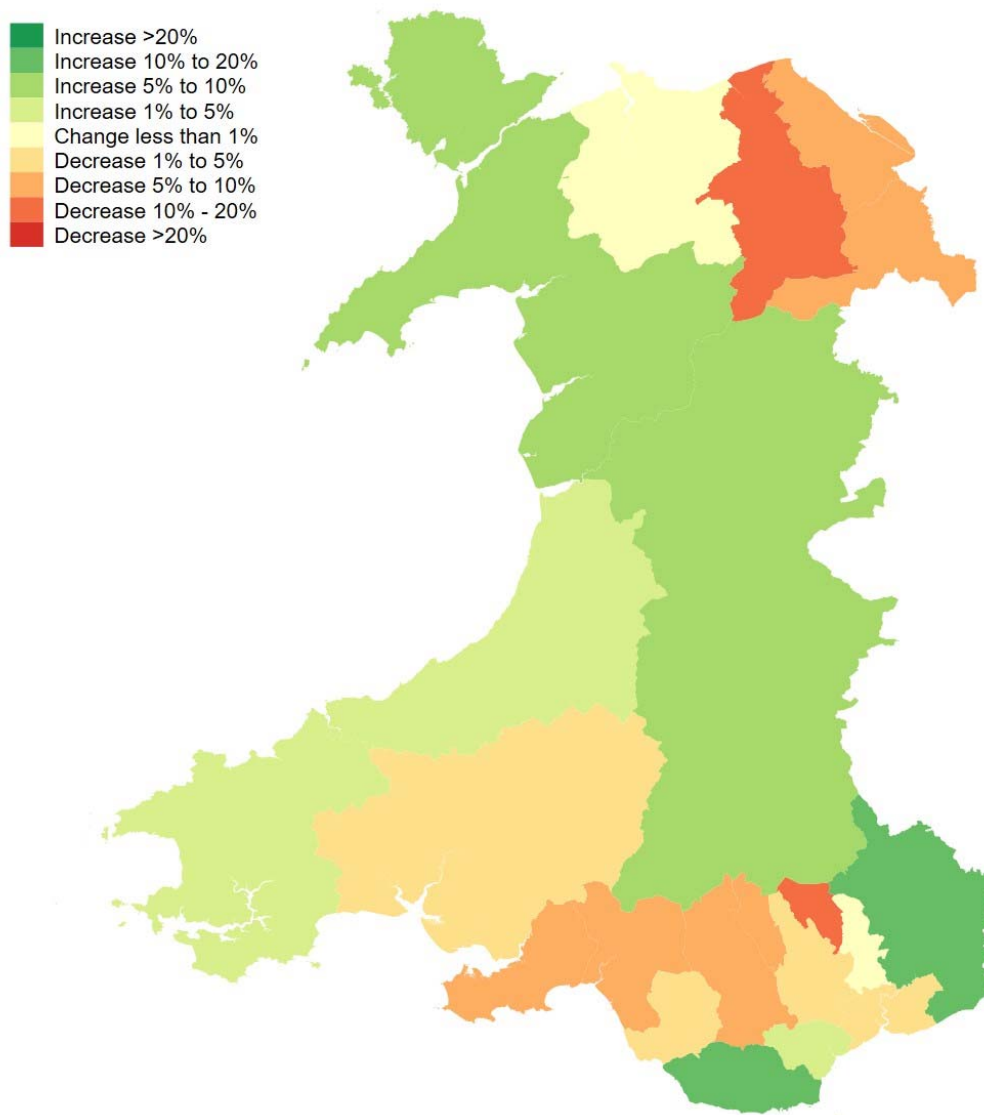 Increase >20%
Increase 10% to 20%
Increase 5% to 10%
Increase 1% to 5%
Change less than 1%
Decrease 1% to 5%
Decrease 5% to 10%
Decrease 10% - 20%
Decrease >20%